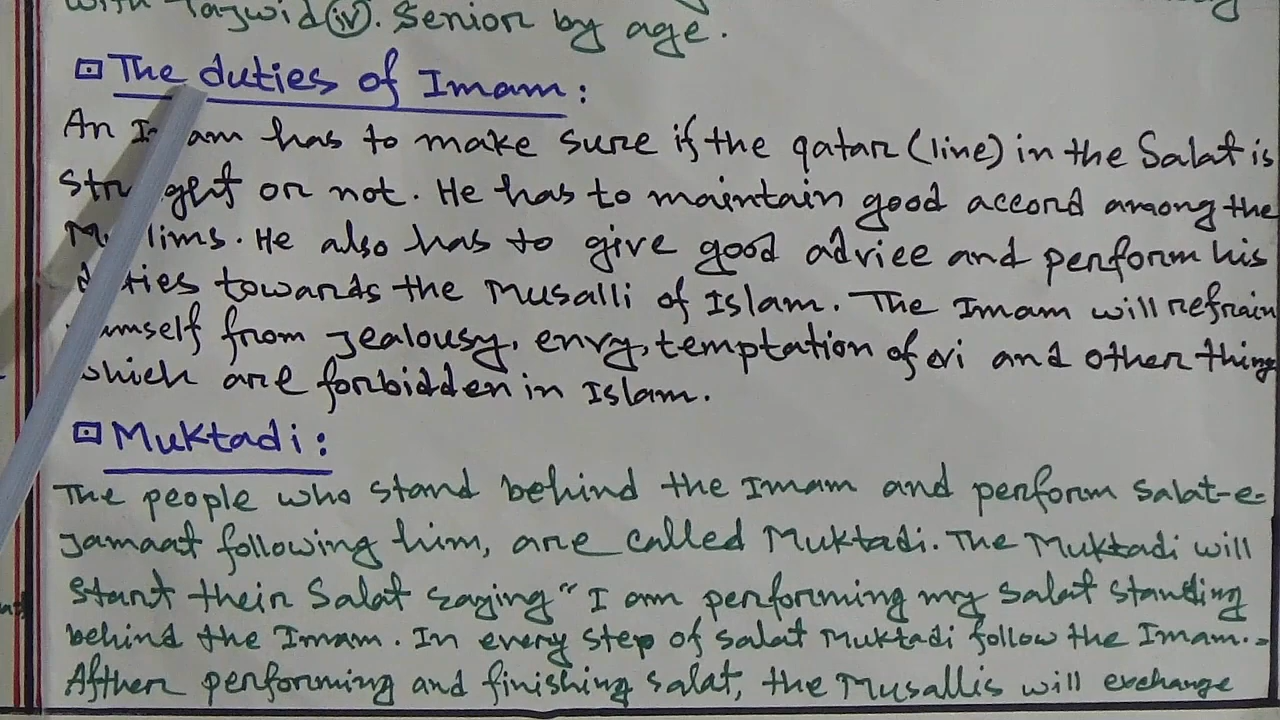 with Tajwid (iv). Senior by age.
The duties of Imam:
An Imam has to make sure if the qatar (line) in the Salat is
straight or not. He has to maintain good accord among the
Muslims. He also has to give good advice and perform his
duties towards the Musalli of Islam. The Imam will refrain
himself from jealousy, envy, temptation of evi and other thing
which are forbidden in Islam.
Muktadi:
The people who stand behind the Imam and perform Salat-e-
jamaat following him, are called Muktadi. The Muktadi will
start their Salat saying "I am performing my salat standing
behind the Imam. In every step of salat Muktadi follow the Imam.
Afther performing and finishing salat, the Musallis will exchange